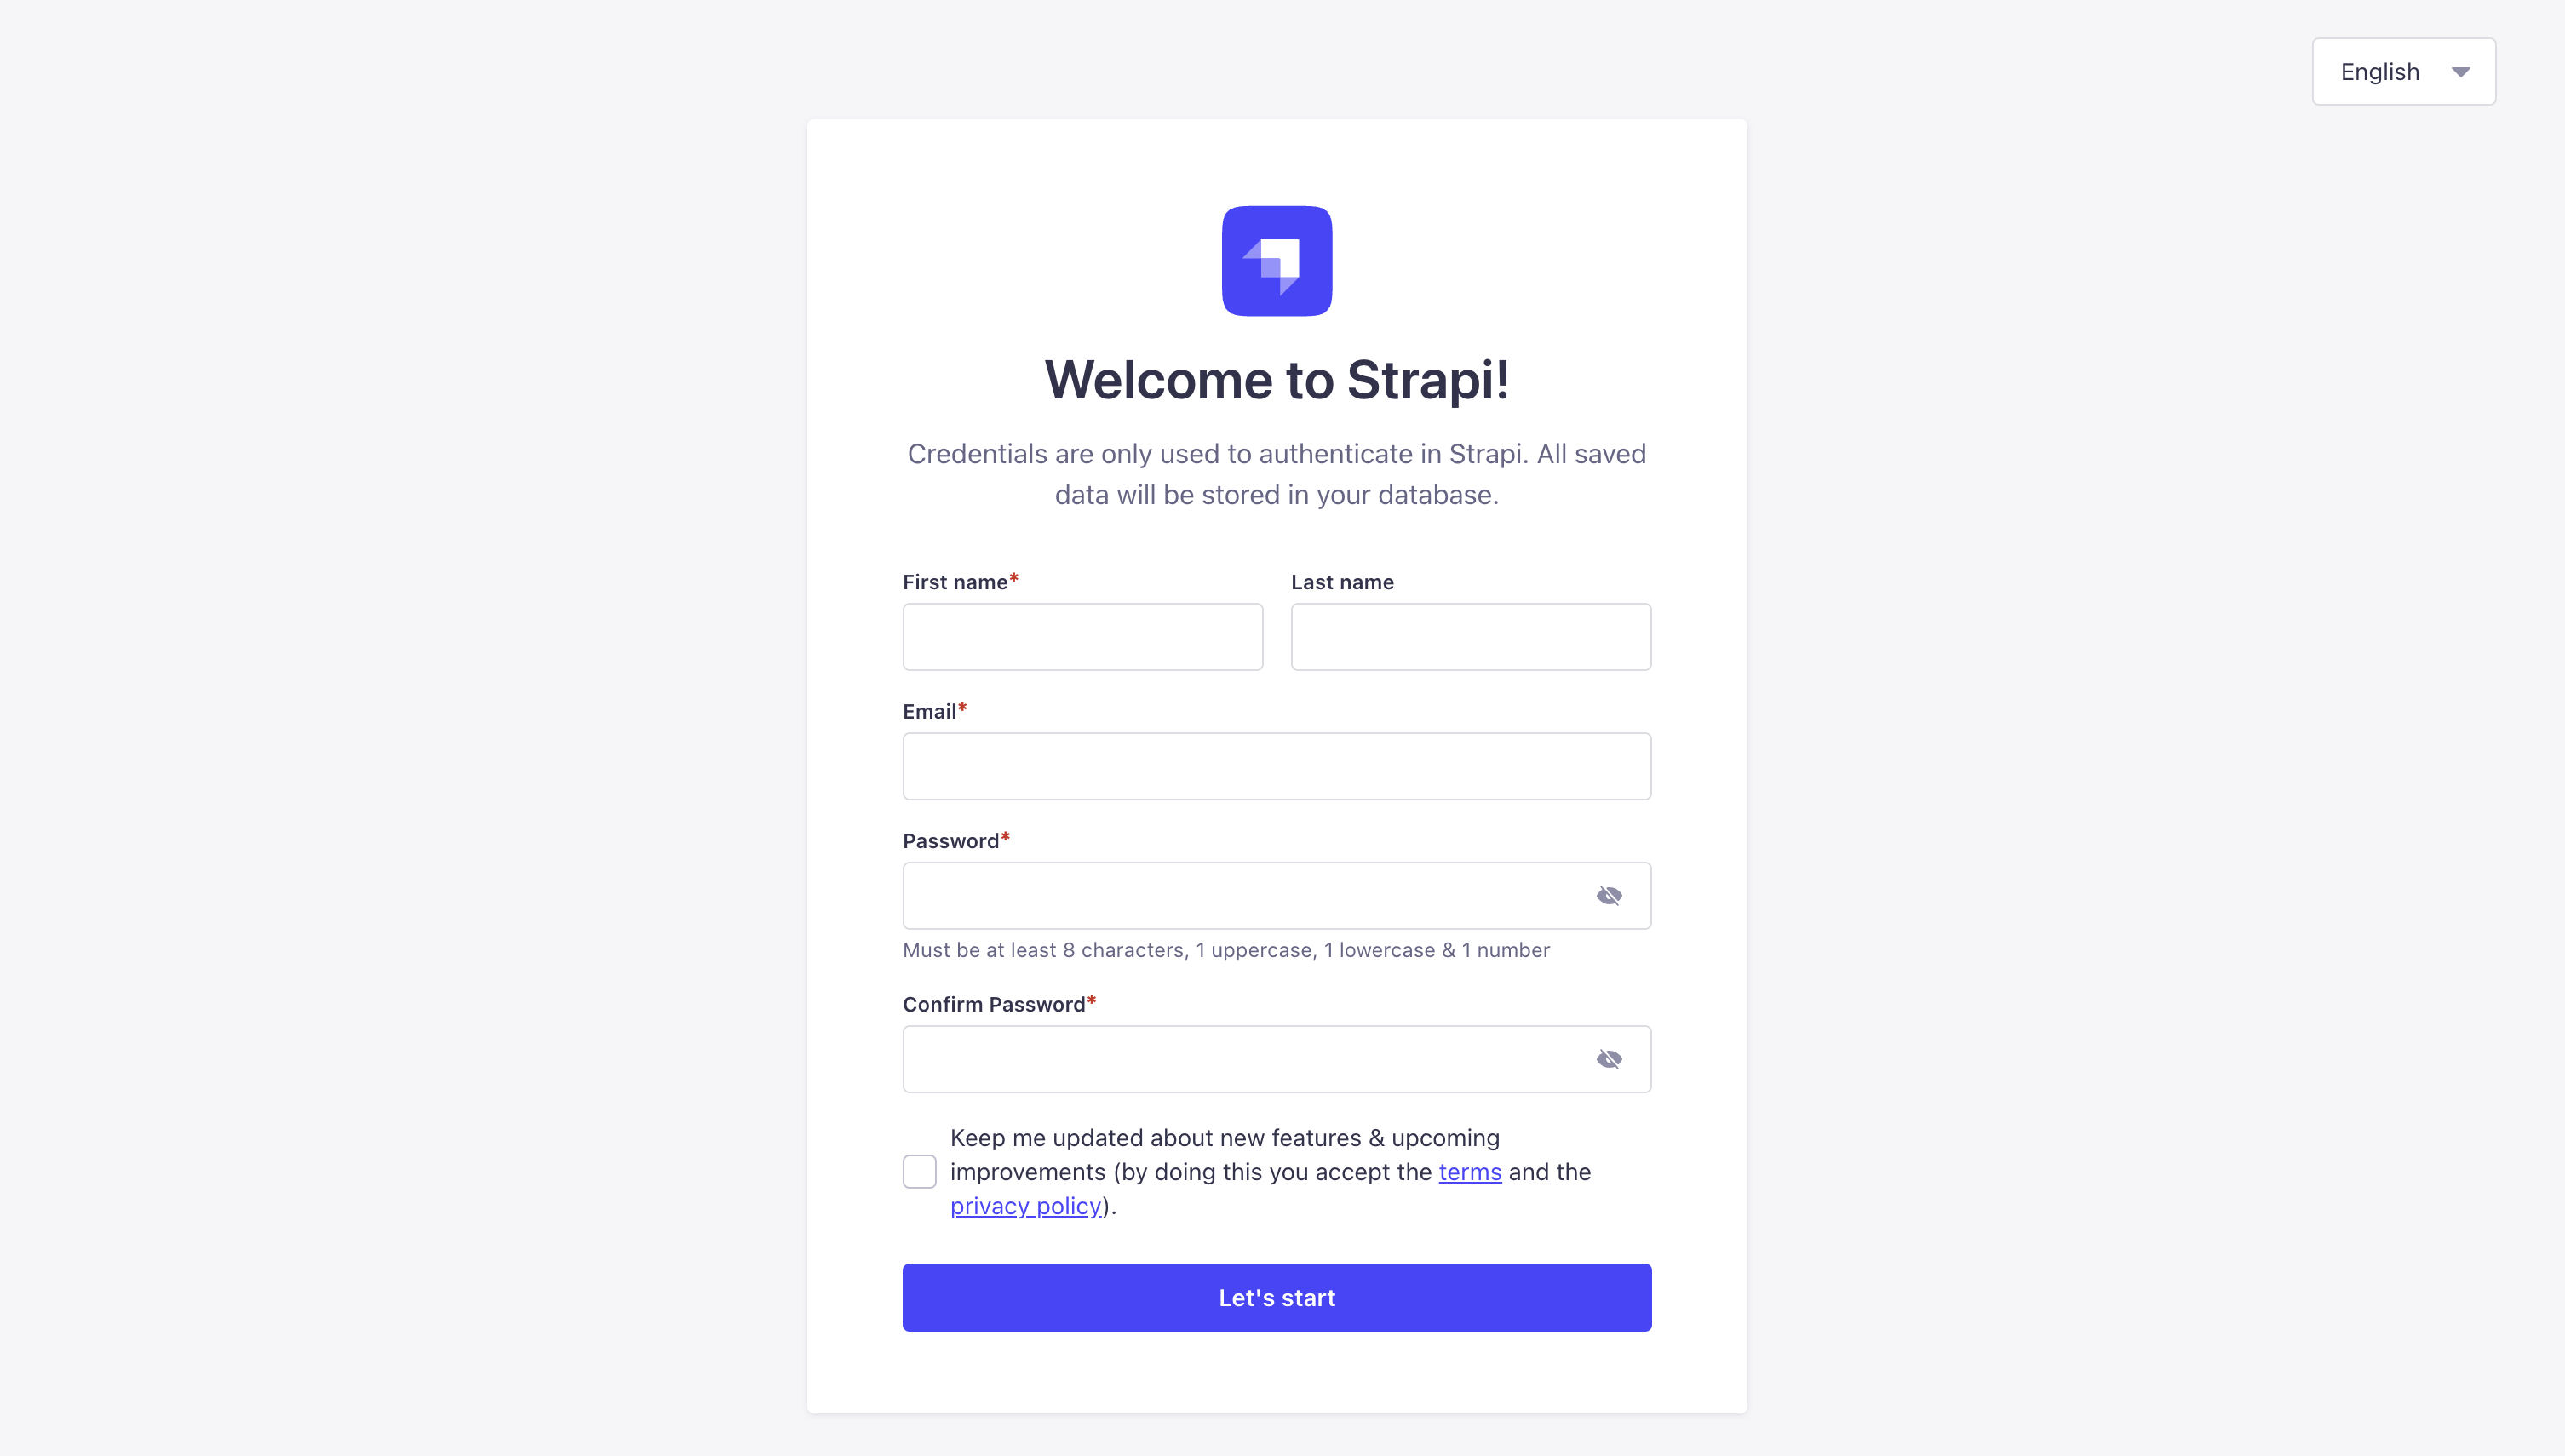 English
Welcome to Strapi!
Credentials are only used to authenticate in Strapi. All saved
data will be stored in your database.
First name*
Last name
Email*
Password*
Must be at least 8 characters, 1 uppercase, 1 lowercase & 1 number
Confirm Password*
Keep me updated about new features & upcoming
improvements (by doing this you accept the terms and the
privacy policy).
Let's start